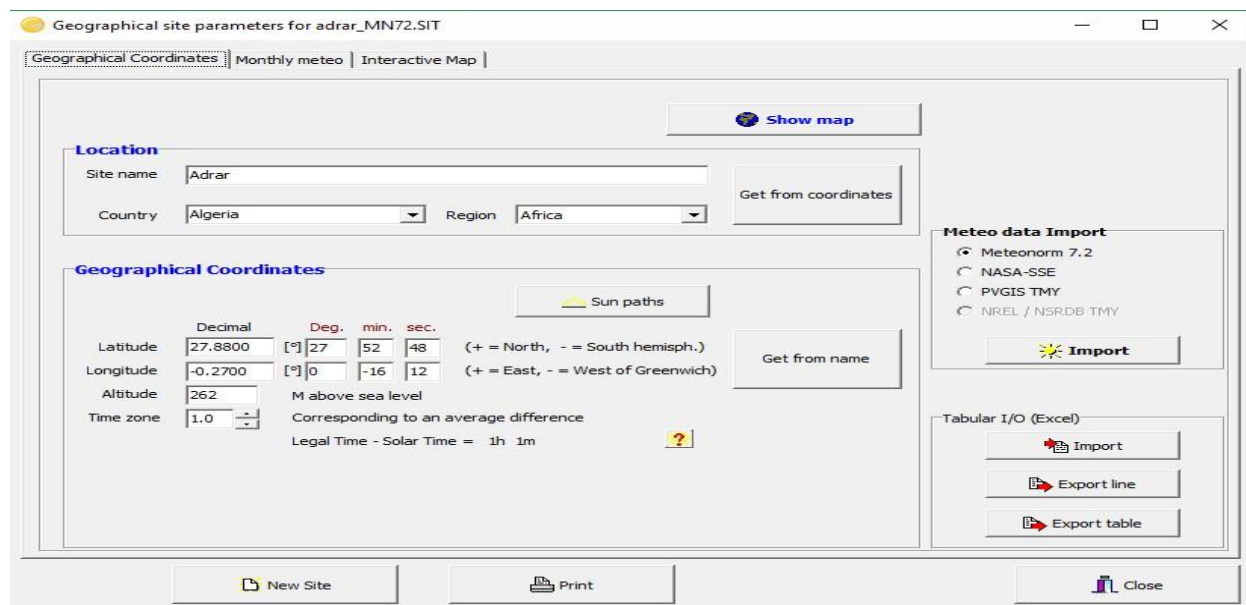 Geographical site parameters for adrar_MN72.SIT
Geographical Coordinates Monthly meteo Interactive Map
Show map
Location
Site name Adrar
Get from coordinates
Country Algeria Region Africa
Meteo data Import
Meteonorm 7.2
NASA-SSE
PVGIS TMY
NREL / NSRDB TMY
Import
Geographical Coordinates
Sun paths
Decimal Deg. min. sec.
Latitude 27.8800 [°] 27 52 48 (+ = North, - = South hemisph.)
Longitude -0.2700 [°] 0 -16 12 (+ = East, - = West of Greenwich)
Get from name
Altitude 262 M above sea level
Time zone 1.0 Corresponding to an average difference
Legal Time - Solar Time = 1h 1m ?
Tabular I/O (Excel)
Import
Export line
Export table
New Site Print Close